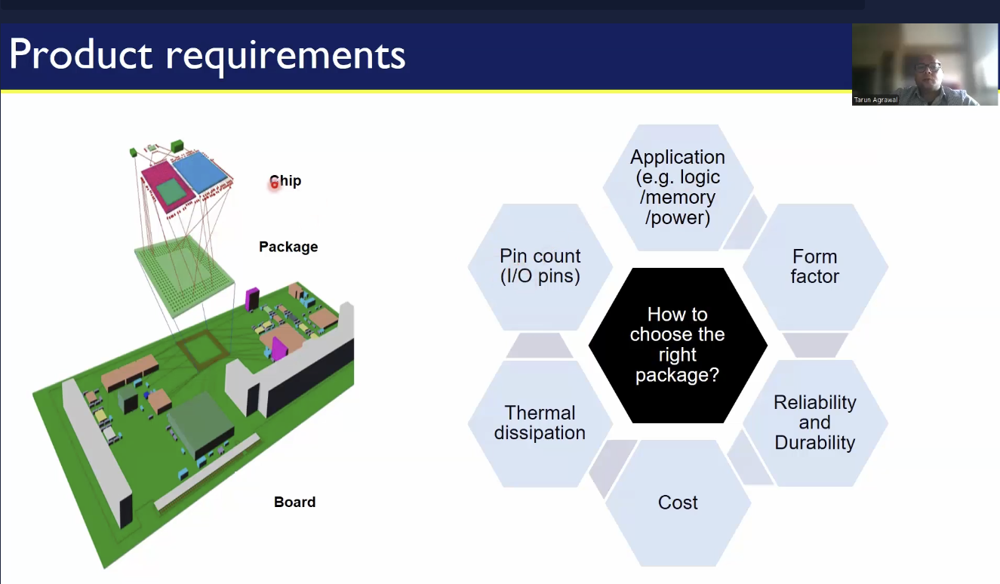 Product requirements
Tarun Agrawal
Chip
Package
Board
Application
(e.g. logic
/memory
/power)
Pin count
(I/O pins)
Form
factor
How to
choose the
right
package?
Thermal
dissipation
Reliability
and
Durability
Cost